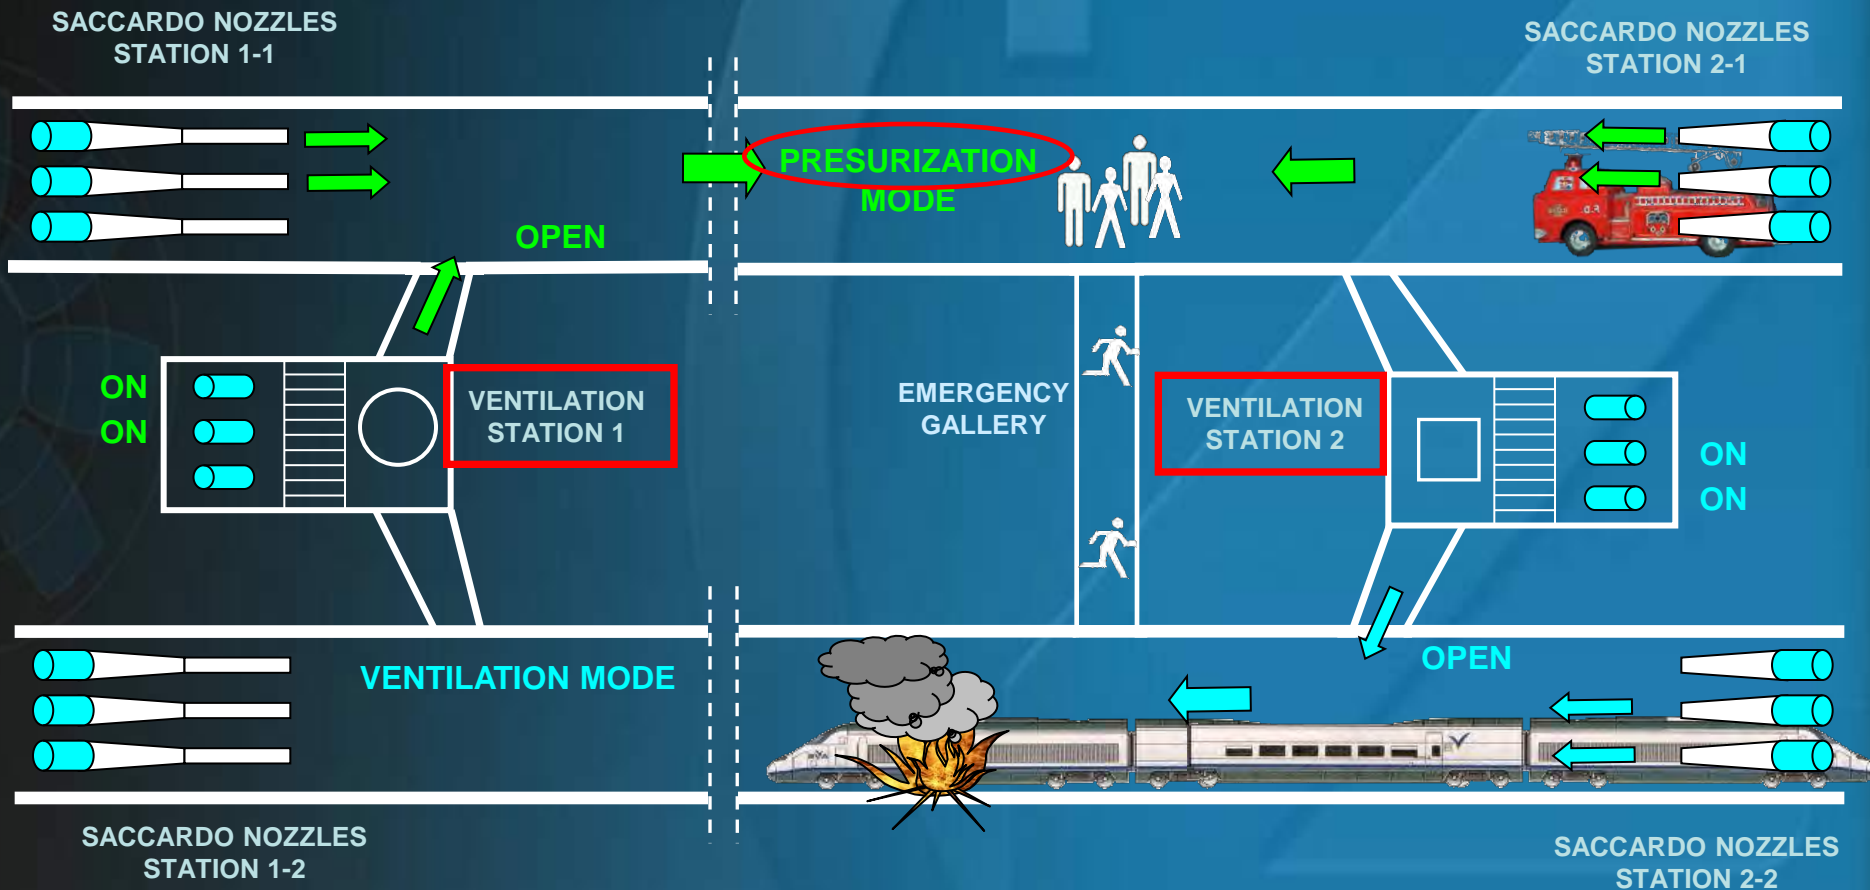 SACCARDO NOZZLES
STATION 1-1
SACCARDO NOZZLES
STATION 2-1
PRESURIZATION
MODE
OPEN
ON
ON
VENTILATION
STATION 1
EMERGENCY
GALLERY
VENTILATION
STATION 2
ON
ON
VENTILATION MODE
OPEN
SACCARDO NOZZLES
STATION 1-2
SACCARDO NOZZLES
STATION 2-2